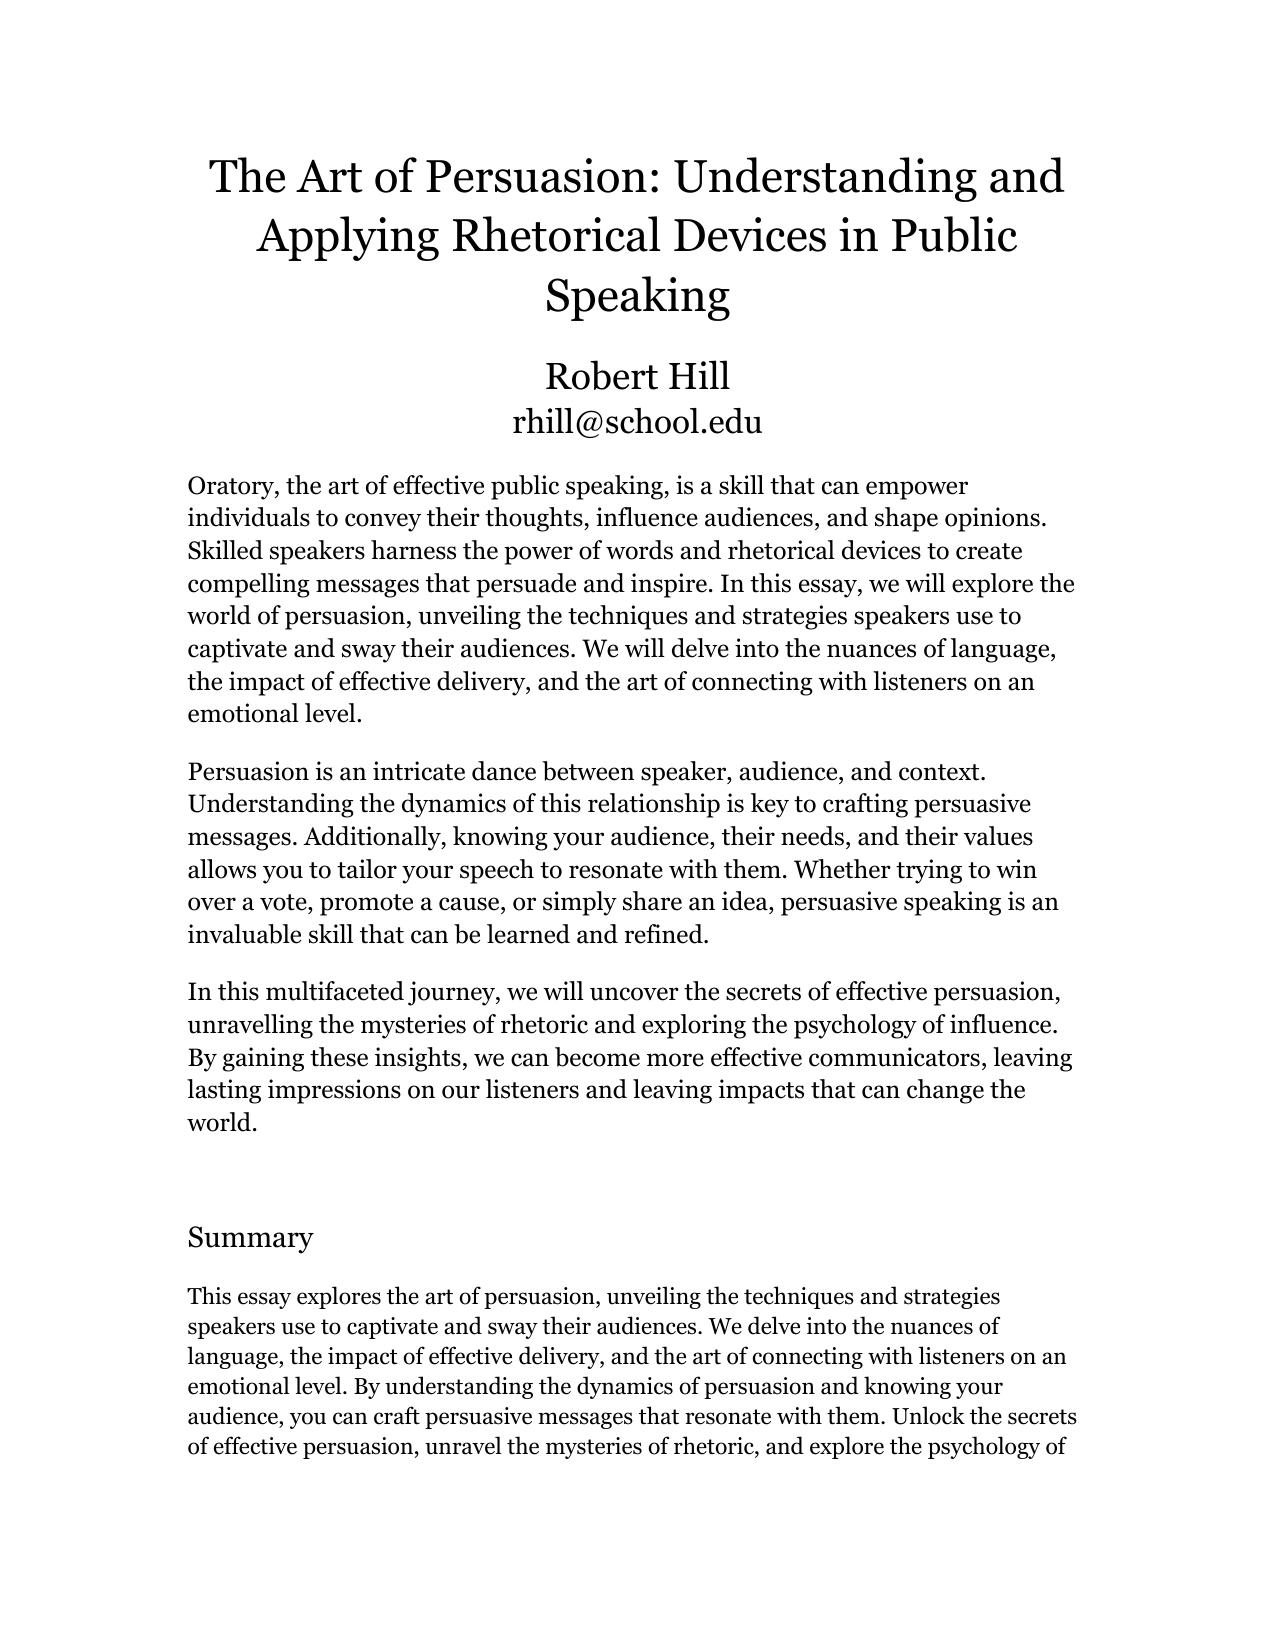 The Art of Persuasion: Understanding and
Applying Rhetorical Devices in Public
Speaking
Robert Hill
rhill@school.edu
Oratory, the art of effective public speaking, is a skill that can empower
individuals to convey their thoughts, influence audiences, and shape opinions.
Skilled speakers harness the power of words and rhetorical devices to create
compelling messages that persuade and inspire. In this essay, we will explore the
world of persuasion, unveiling the techniques and strategies speakers use to
captivate and sway their audiences. We will delve into the nuances of language,
the impact of effective delivery, and the art of connecting with listeners on an
emotional level.
Persuasion is an intricate dance between speaker, audience, and context.
Understanding the dynamics of this relationship is key to crafting persuasive
messages. Additionally, knowing your audience, their needs, and their values
allows you to tailor your speech to resonate with them. Whether trying to win
over a vote, promote a cause, or simply share an idea, persuasive speaking is an
invaluable skill that can be learned and refined.
In this multifaceted journey, we will uncover the secrets of effective persuasion,
unravelling the mysteries of rhetoric and exploring the psychology of influence.
By gaining these insights, we can become more effective communicators, leaving
lasting impressions on our listeners and leaving impacts that can change the
world.
Summary
This essay explores the art of persuasion, unveiling the techniques and strategies
speakers use to captivate and sway their audiences. We delve into the nuances of
language, the impact of effective delivery, and the art of connecting with listeners on an
emotional level. By understanding the dynamics of persuasion and knowing your
audience, you can craft persuasive messages that resonate with them. Unlock the secrets
of effective persuasion, unravel the mysteries of rhetoric, and explore the psychology of